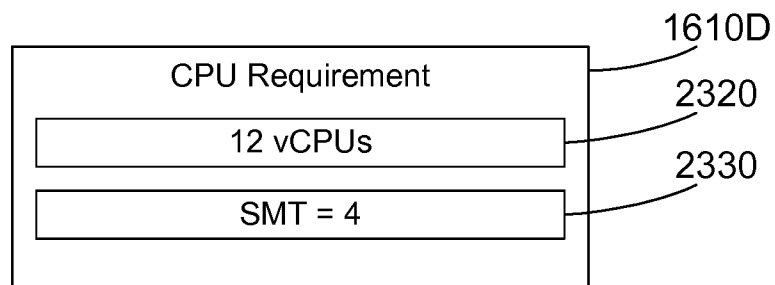 1610D
CPU Requirement
2320
12 vCPUs
2330
SMT = 4